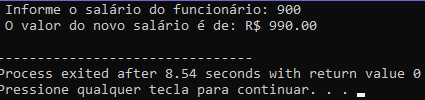 Informe o salário do funcionário: 900
O valor do novo salário é de: R$ 990.00
--------------------------------
Process exited after 8.54 seconds with return value 0
Pressione qualquer tecla para continuar. . .